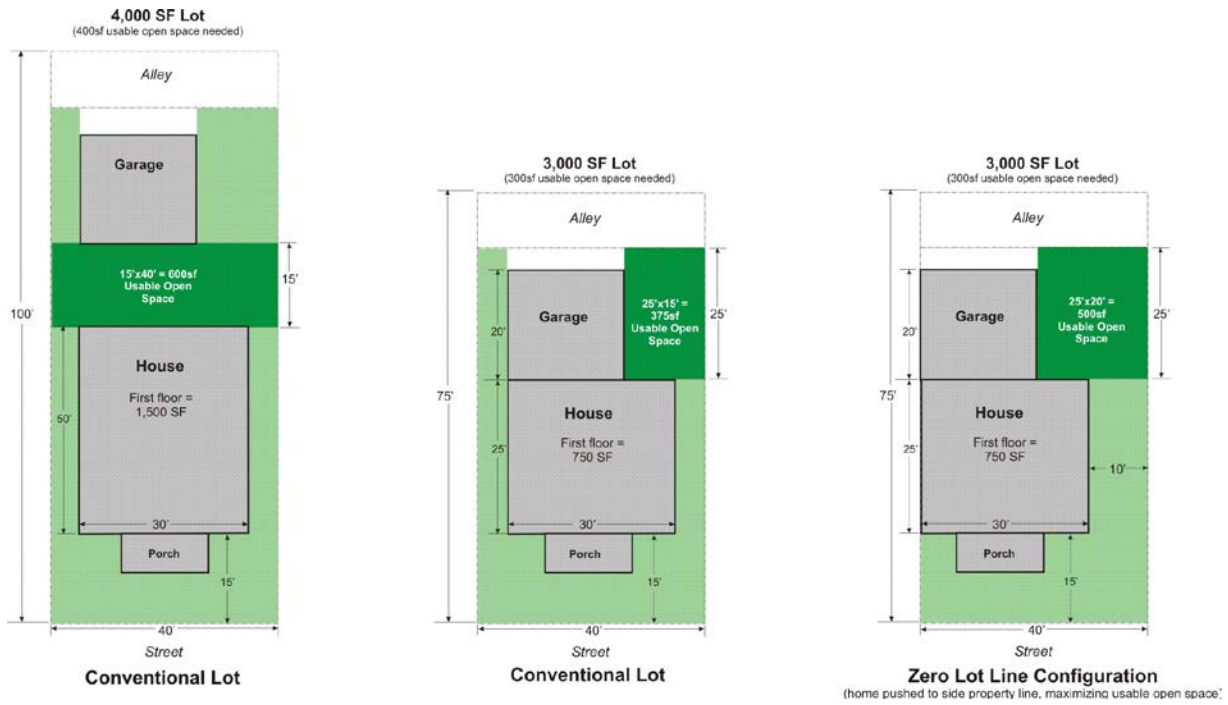 4,000 SF Lot
(400sf usable open space needed)
Alley
Garage
15'x40' = 600sf
Usable Open
Space
15'
100'
House
First floor =
1,500 SF
50'
30'
Porch
15'
40'
Street
Conventional Lot
3,000 SF Lot
(300sf usable open space needed)
Alley
Garage
20'
25'x15' =
375sf
Usable Open
Space
25'
75'
House
First floor =
750 SF
25'
30'
Porch
15'
40'
Street
Conventional Lot
3,000 SF Lot
(300sf usable open space needed)
Alley
Garage
20'
25'x20' =
500sf
Usable Open
Space
25'
75'
House
First floor =
750 SF
25'
10'
30'
Porch
15'
40'
Street
Zero Lot Line Configuration
(home pushed to side property line, maximizing usable open space)